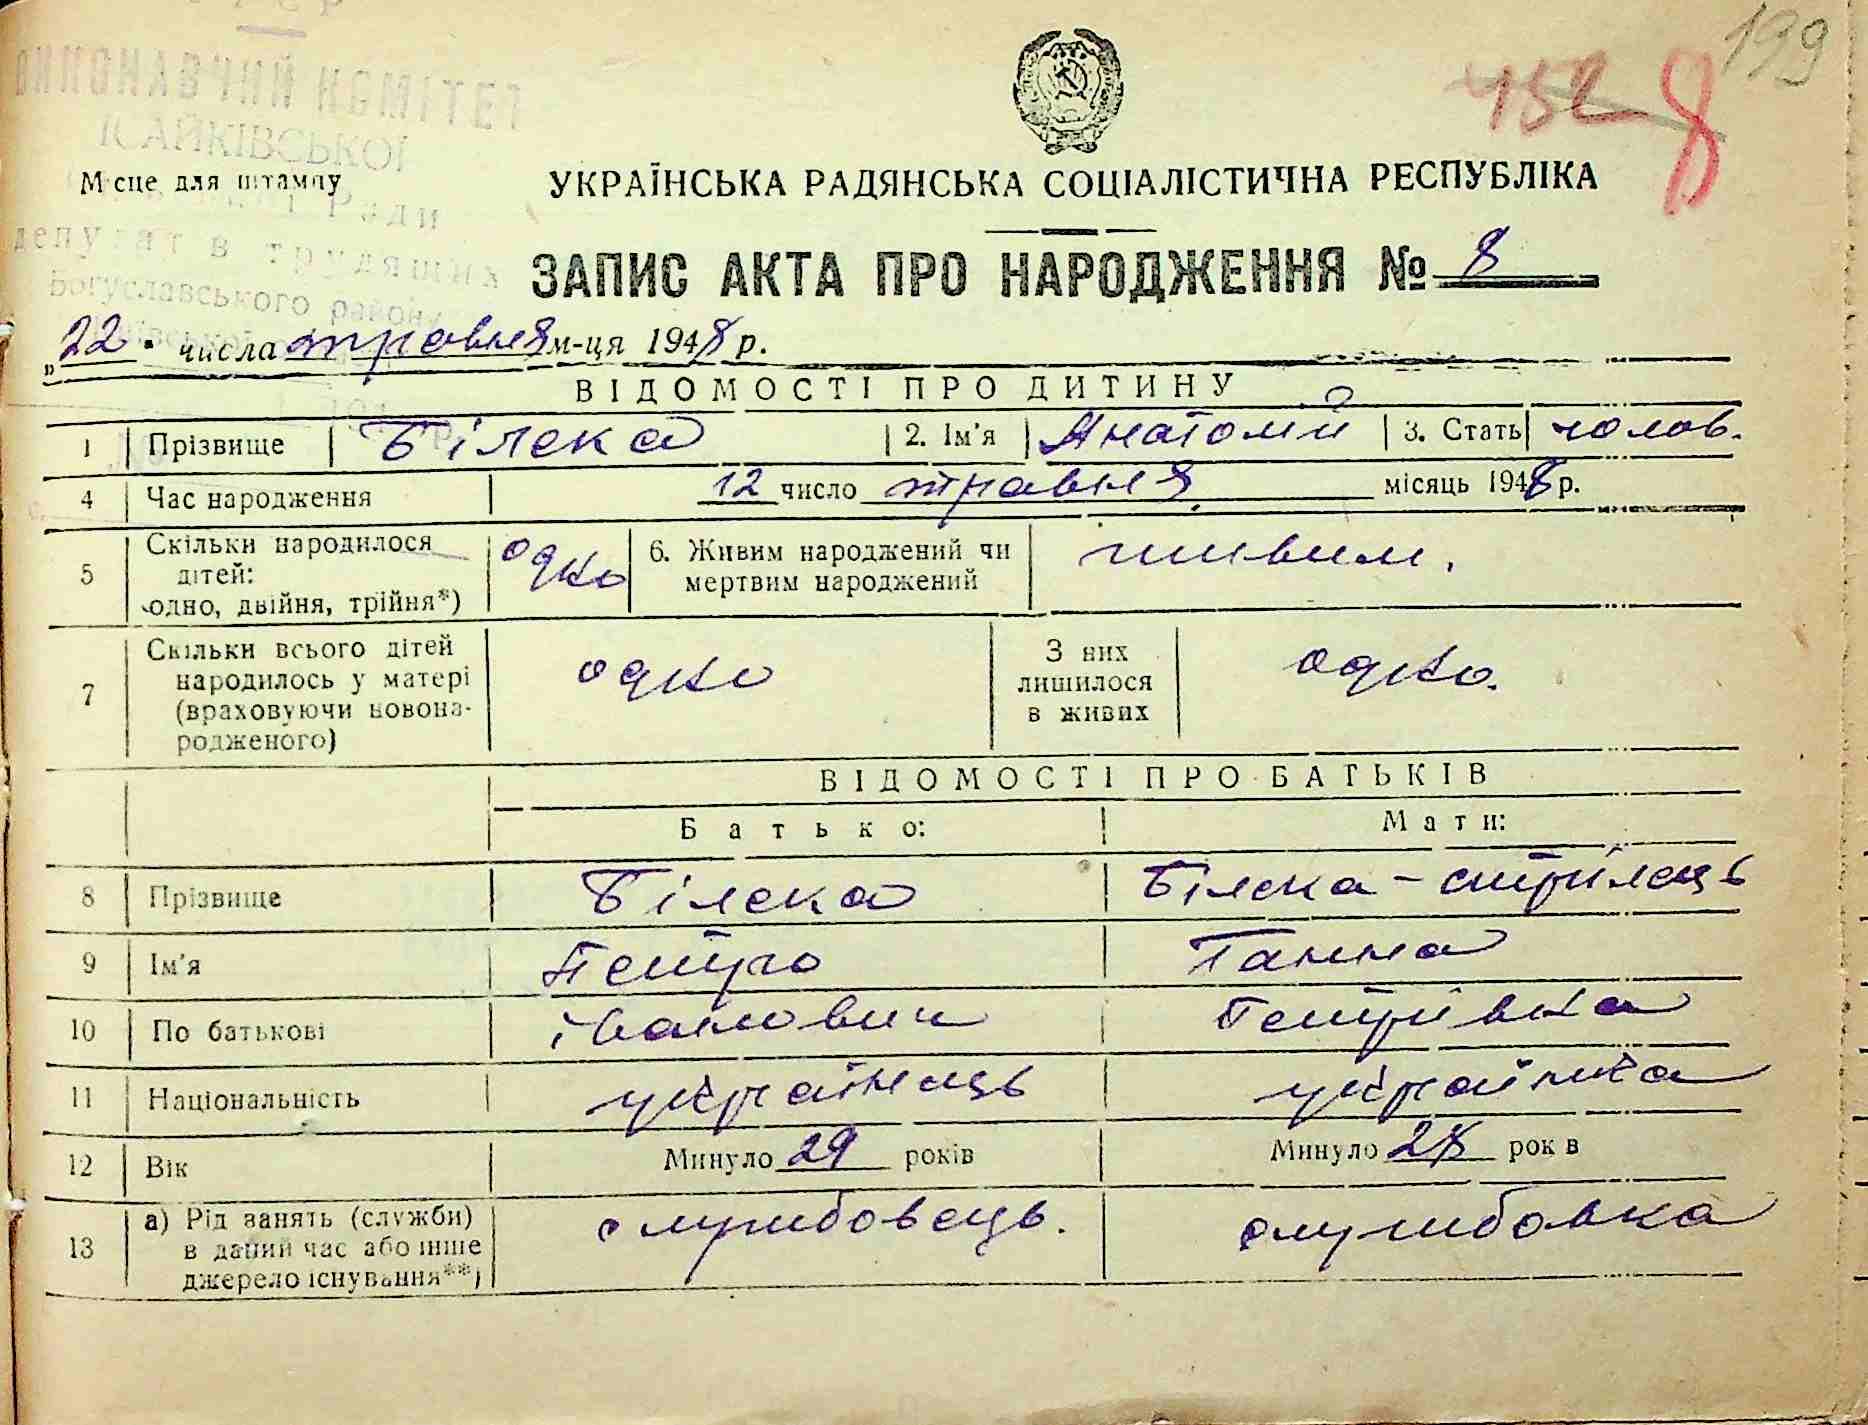 199
452 8
ВИКОНАВЧИЙ КОМІТЕТ
ІСАЙКІВСЬКОЇ
Місце для штампу
Ради
депутатів трудящих
Богуславського району
УКРАЇНСЬКА РАДЯНСЬКА СОЦІАЛІСТИЧНА РЕСПУБЛІКА
ЗАПИС АКТА ПРО НАРОДЖЕННЯ № 8
„22" числа травня м-ця 1948 р.
ВІДОМОСТІ ПРО ДИТИНУ
1 Прізвище Білека 2. Ім'я Анатолій 3. Стать чолов.
4 Час народження 12 число травня місяць 1948 р.
5 Скільки народилося дітей: одно, двійня, трійня*) одно 6. Живим народжений чи мертвим народжений живим.
7 Скільки всього дітей народилось у матері (враховуючи новонародженого) одно З них лишилося в живих одно.
ВІДОМОСТІ ПРО БАТЬКІВ
Батько: Мати:
8 Прізвище Білека Білека-стрілець
9 Ім'я Петро Ганна
10 По батькові іванович Петрівна
11 Національність українець українка
12 Вік Минуло 29 років Минуло 28 рок в
13 а) Рід занять (служби) в даний час або інше джерело існування**) службовець. службовка